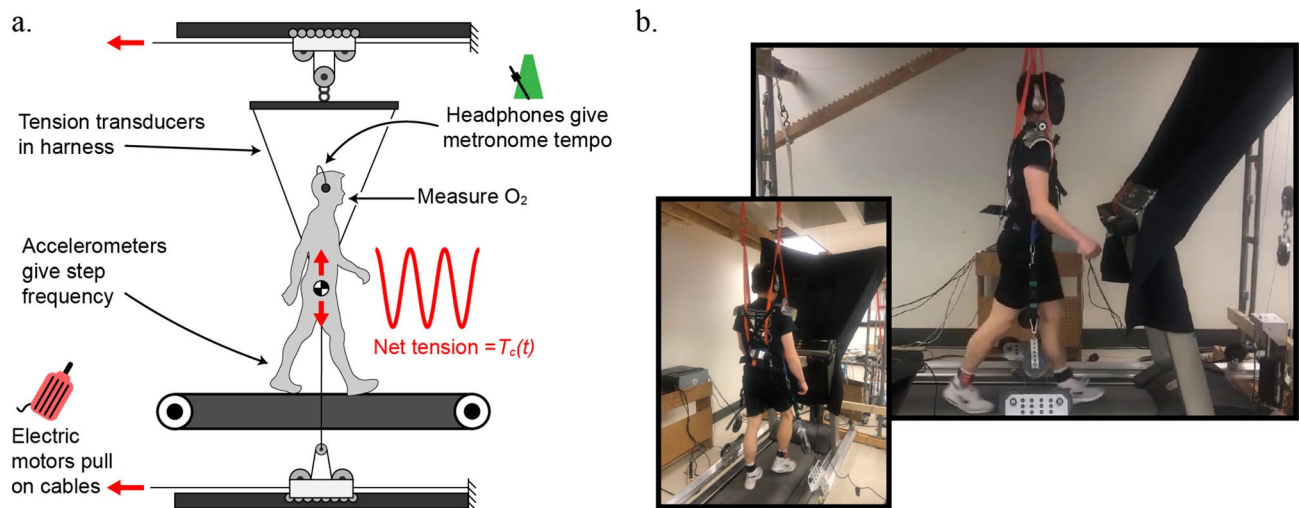 a.
b.
Tension transducers
in harness
Headphones give
metronome tempo
Measure O₂
Accelerometers
give step
frequency
Net tension =T_c(t)
Electric
motors pull
on cables